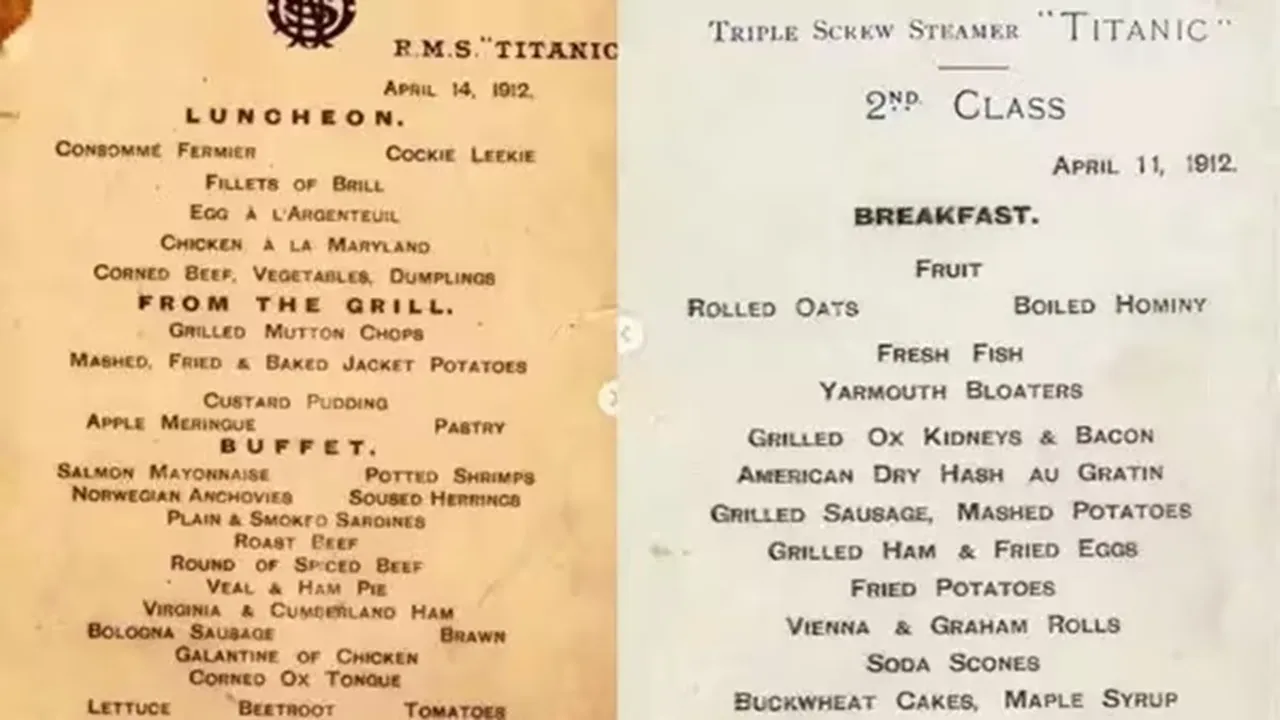 R.M.S. "TITANIC
APRIL 14, 1912.
LUNCHEON.
CONSOMMÉ FERMIER COCKIE LEEKIE
FILLETS OF BRILL
EGG À L'ARGENTEUIL
CHICKEN À LA MARYLAND
CORNED BEEF, VEGETABLES, DUMPLINGS
FROM THE GRILL.
GRILLED MUTTON CHOPS
MASHED, FRIED & BAKED JACKET POTATOES
CUSTARD PUDDING
APPLE MERINGUE PASTRY
BUFFET.
SALMON MAYONNAISE POTTED SHRIMPS
NORWEGIAN ANCHOVIES SOUSED HERRINGS
PLAIN & SMOKED SARDINES
ROAST BEEF
ROUND OF SPICED BEEF
VEAL & HAM PIE
VIRGINIA & CUMBERLAND HAM
BOLOGNA SAUSAGE BRAWN
GALANTINE OF CHICKEN
CORNED OX TONGUE
LETTUCE BEETROOT TOMATOES
TRIPLE SCREW STEAMER "TITANIC"
2ND. CLASS
APRIL 11, 1912.
BREAKFAST.
FRUIT
ROLLED OATS BOILED HOMINY
FRESH FISH
YARMOUTH BLOATERS
GRILLED OX KIDNEYS & BACON
AMERICAN DRY HASH AU GRATIN
GRILLED SAUSAGE, MASHED POTATOES
GRILLED HAM & FRIED EGGS
FRIED POTATOES
VIENNA & GRAHAM ROLLS
SODA SCONES
BUCKWHEAT CAKES, MAPLE SYRUP